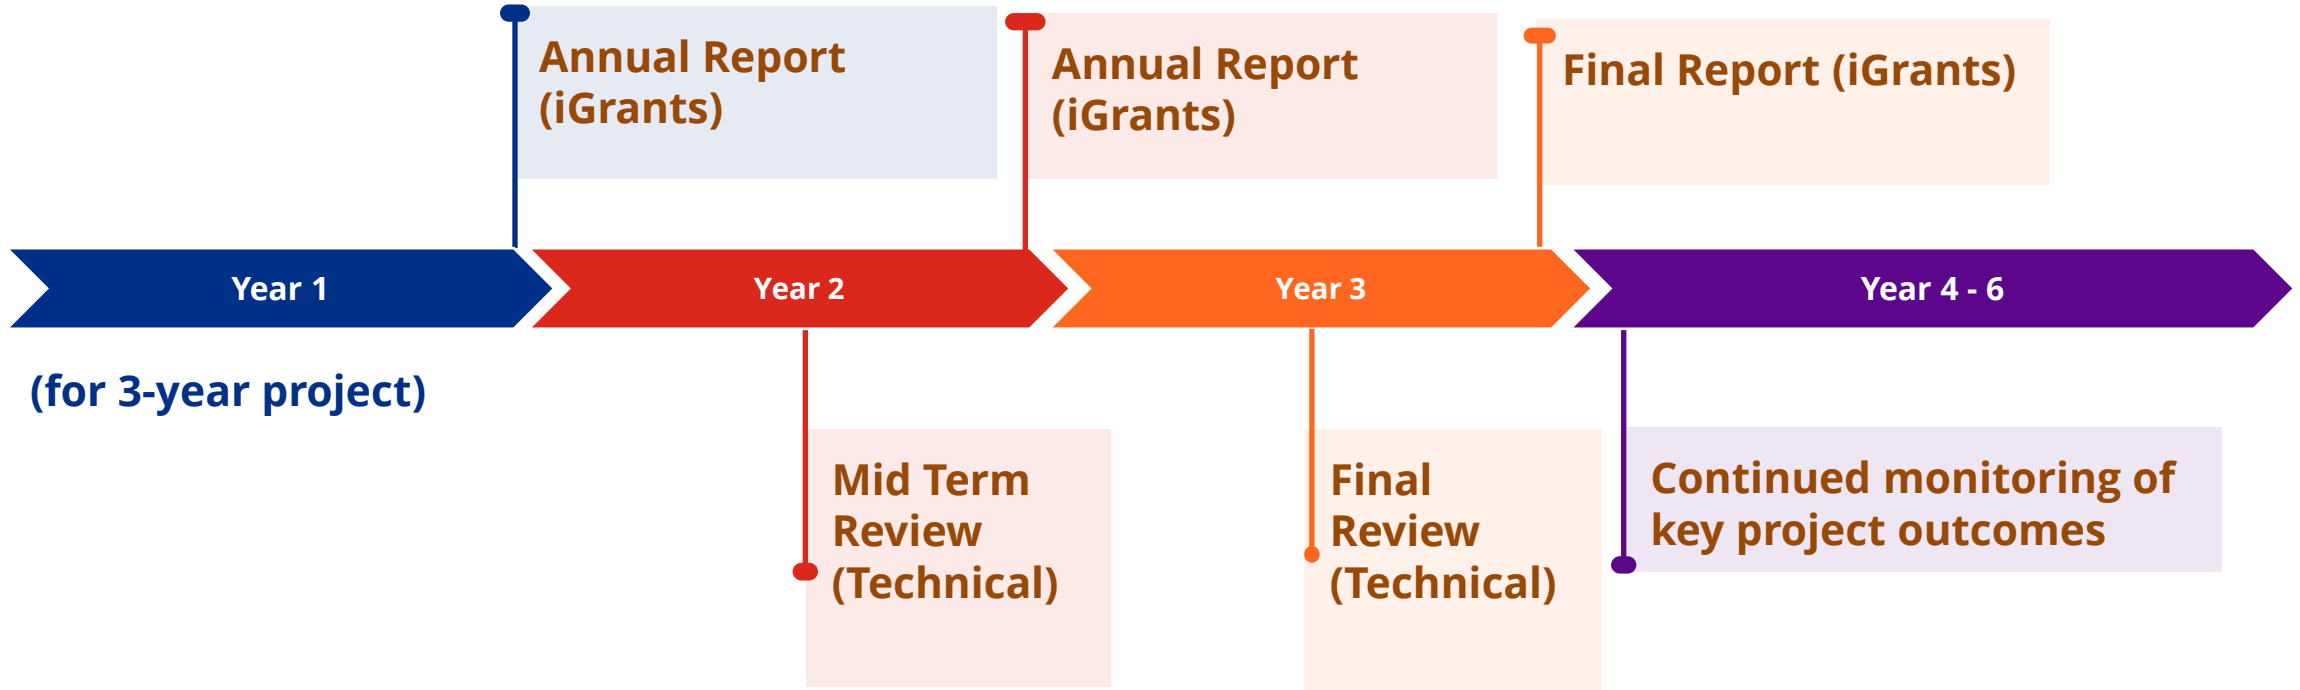 Annual Report
(iGrants)
Annual Report
(iGrants)
Final Report (iGrants)
Year 1
Year 2
Year 3
Year 4 - 6
(for 3-year project)
Mid Term
Review
(Technical)
Final
Review
(Technical)
Continued monitoring of
key project outcomes